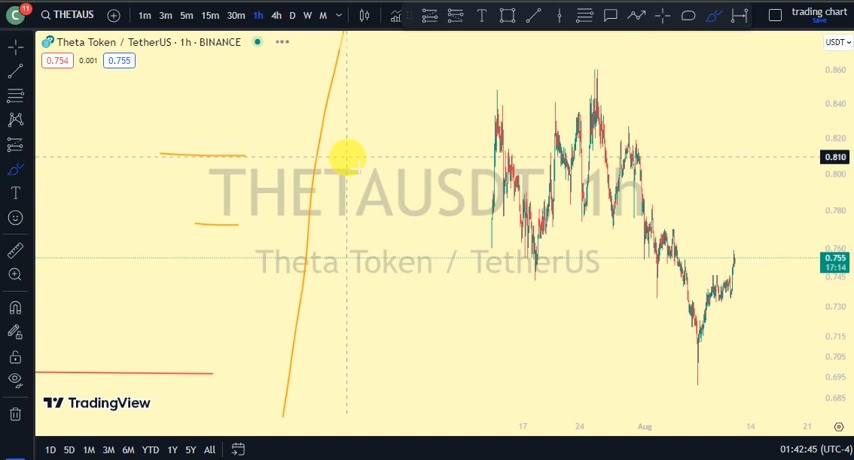 C
11
THETAUS
1m 3m 5m 15m 30m 1h 4h D W M
trading chart
Save
Theta Token / TetherUS · 1h · BINANCE
USDT
0.754 0.001 0.755
THETAUSDT 1h
Theta Token / TetherUS
0.860
0.840
0.820
0.810
0.800
0.780
0.760
0.755
17:14
0.745
0.730
0.715
0.705
0.695
0.685
TradingView
17 24 Aug 14 21
1D 5D 1M 3M 6M YTD 1Y 5Y All
01:42:45 (UTC-4)